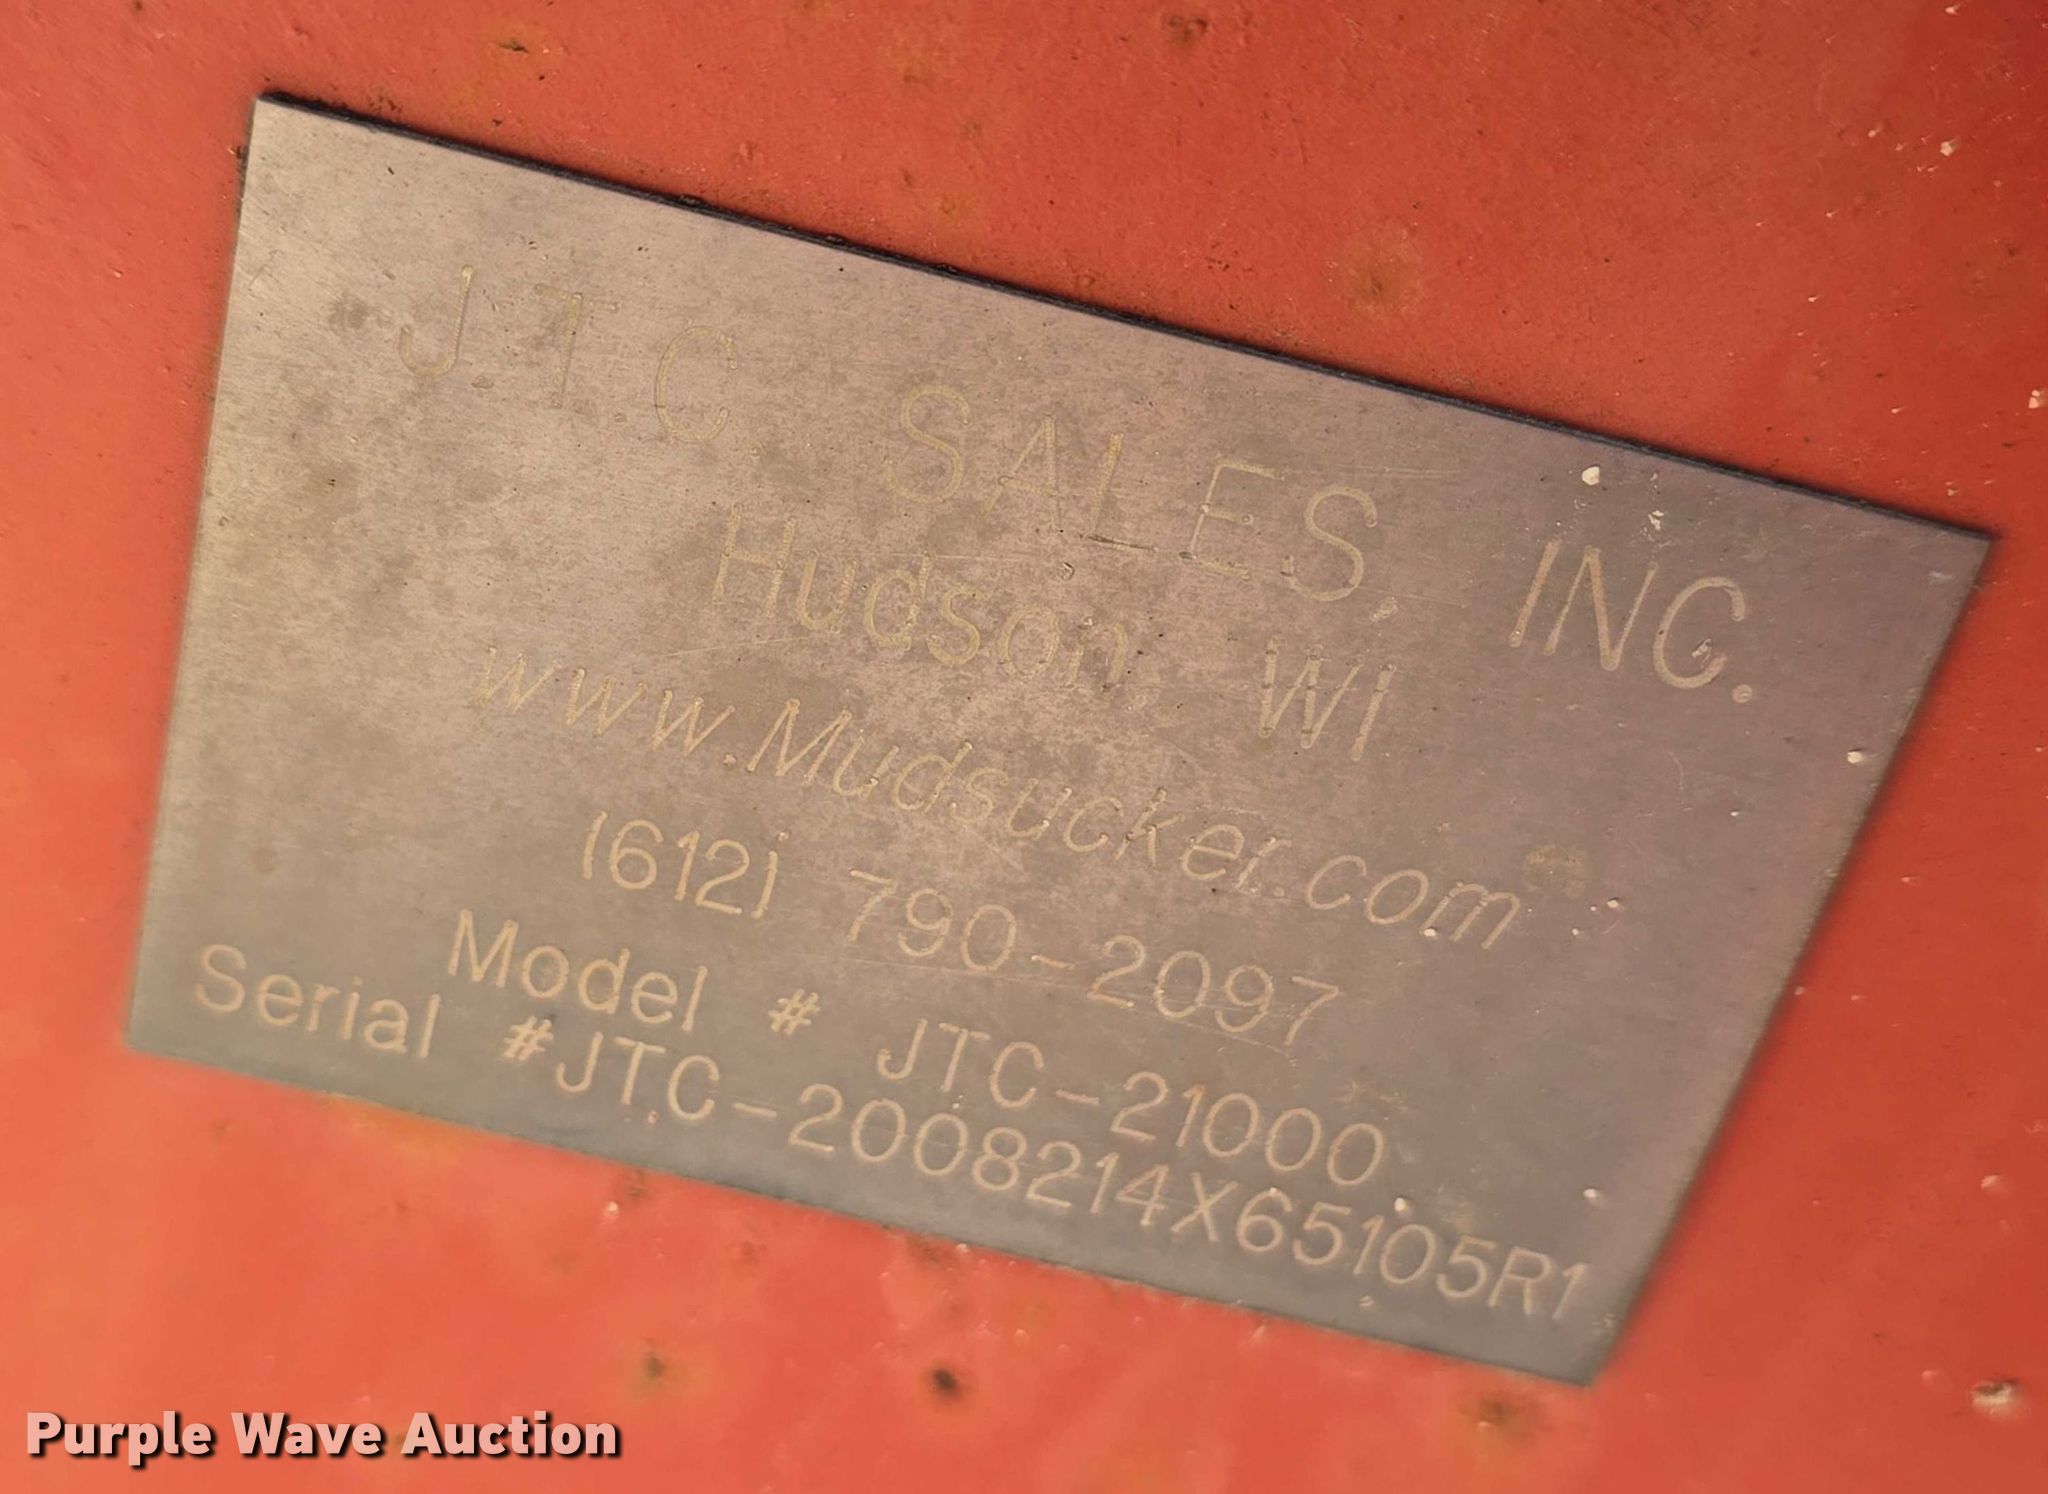 J.T.C. SALES, INC.
Hudson, WI
www.Mudsucker.com
(612) 790-2097
Model # JTC-21000
Serial #JTC-2008214X65105R1
Purple Wave Auction